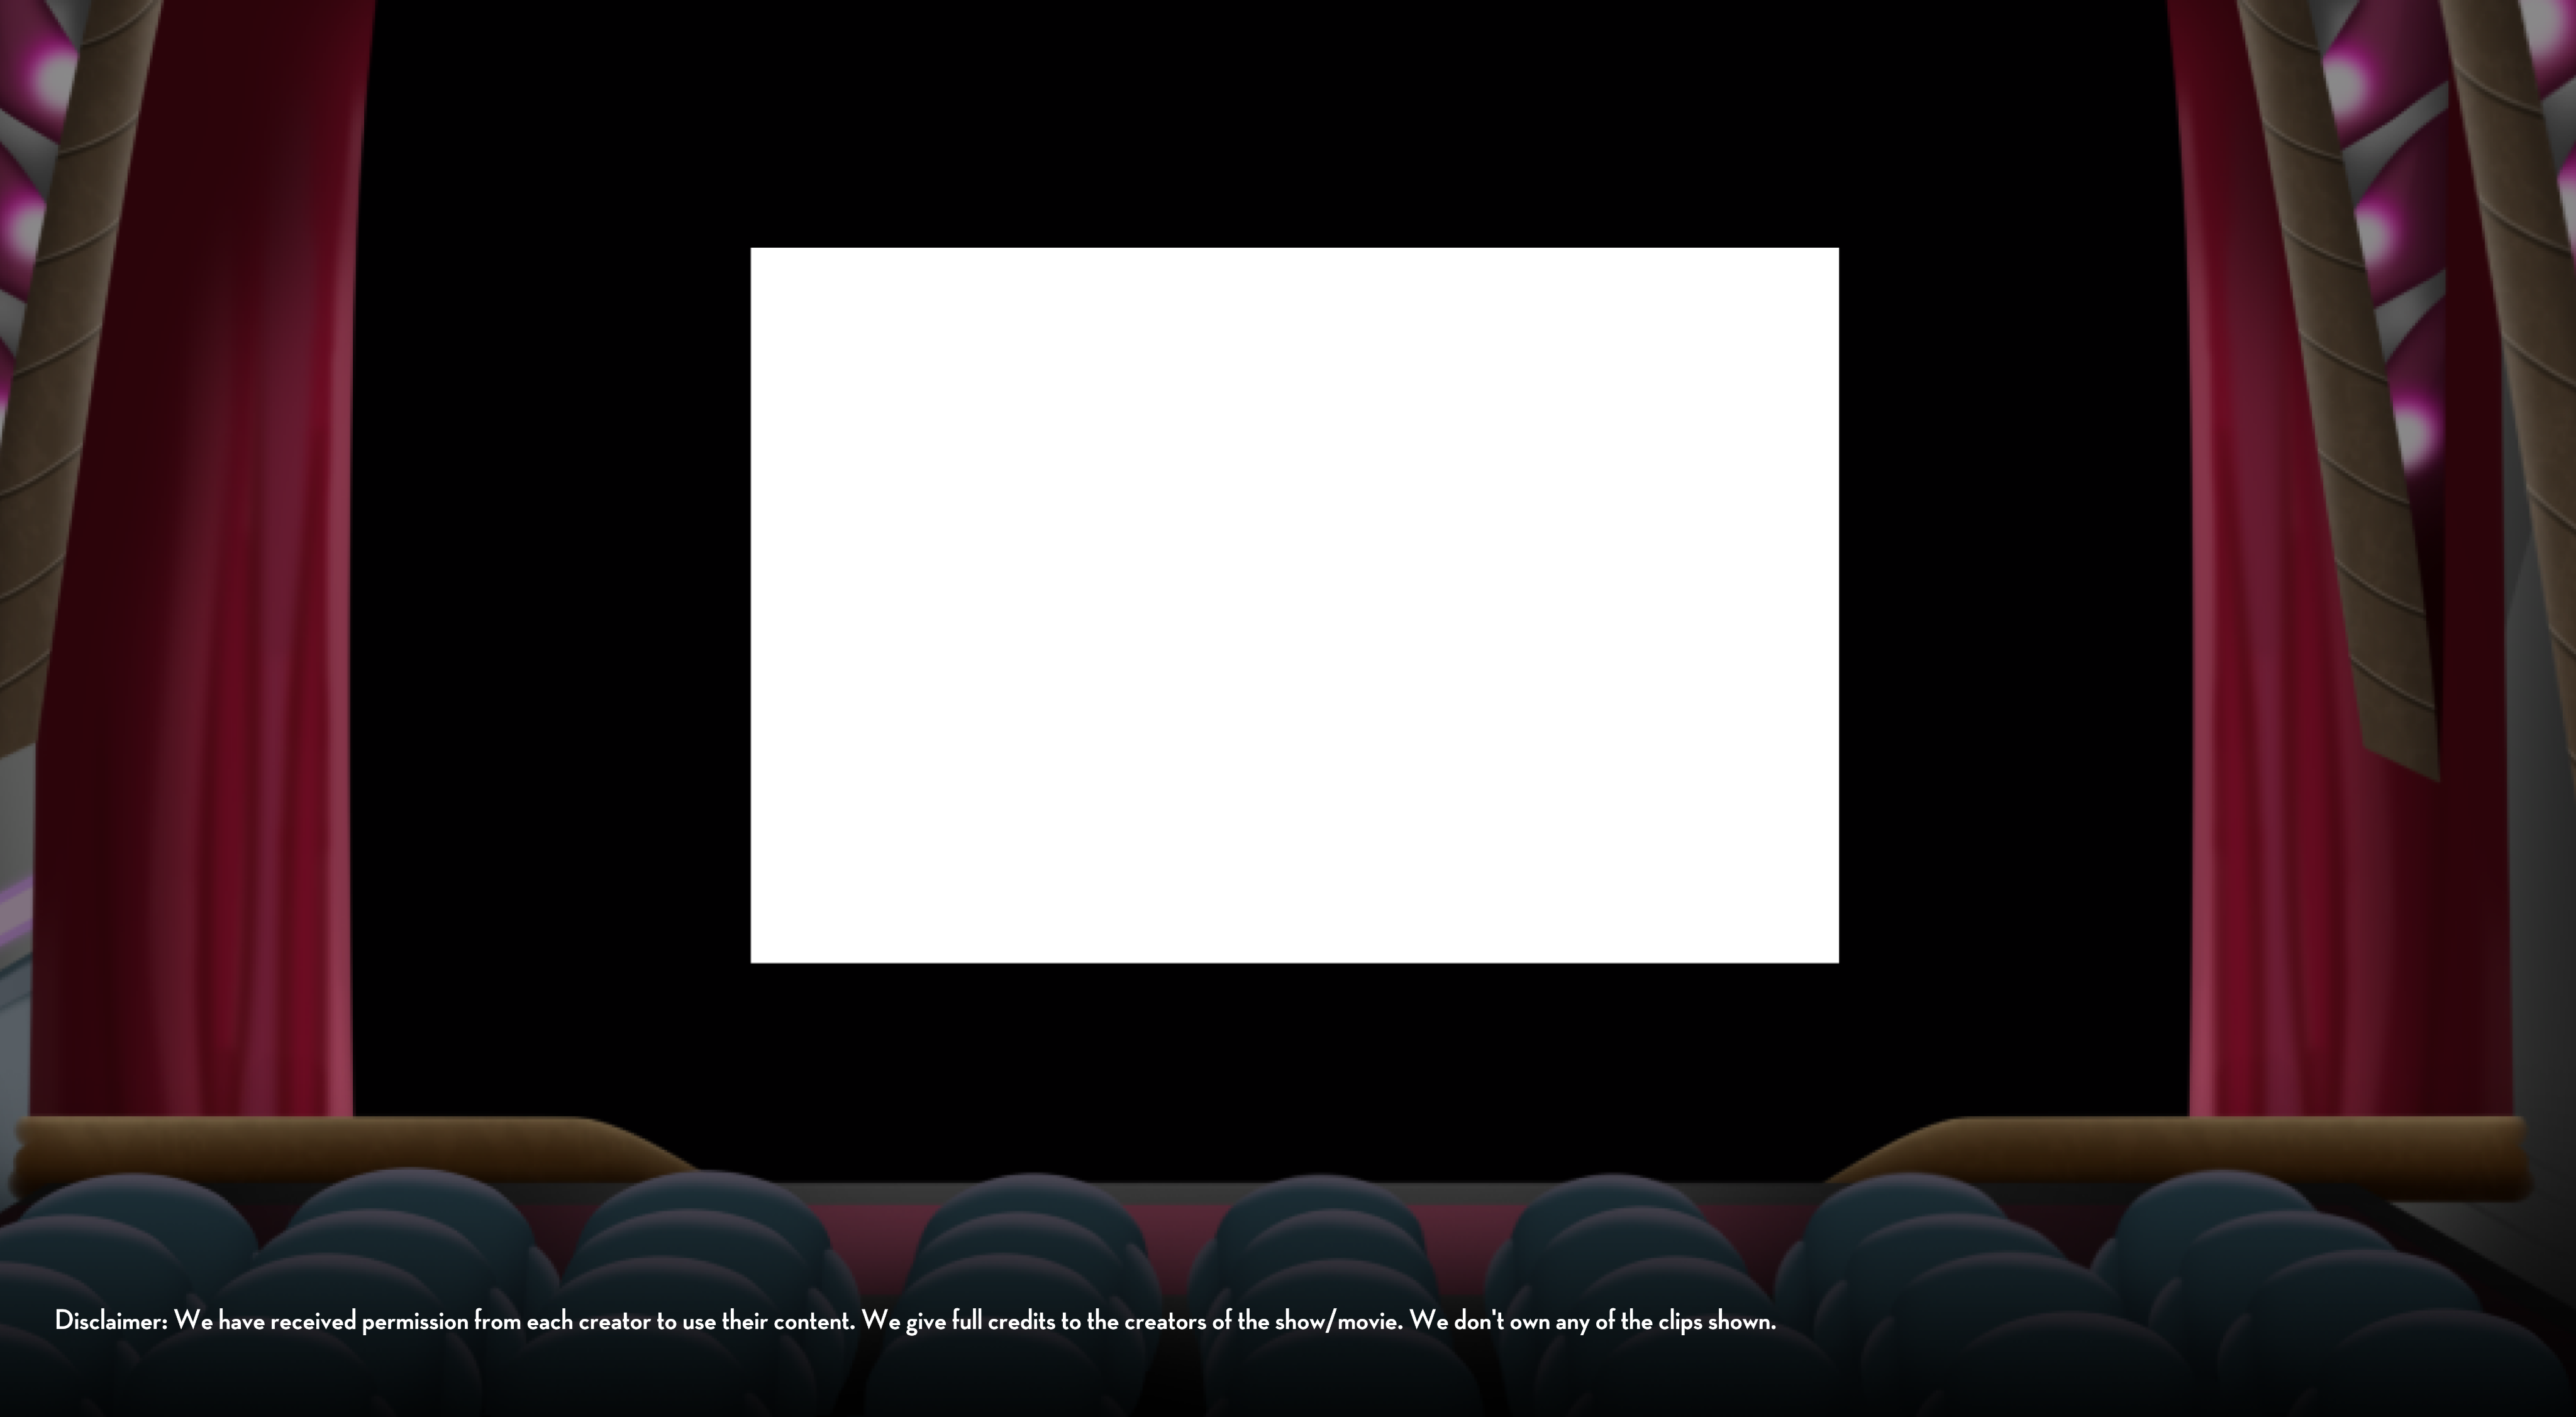 Disclaimer: We have received permission from each creator to use their content. We give full credits to the creators of the show/movie. We don't own any of the clips shown.